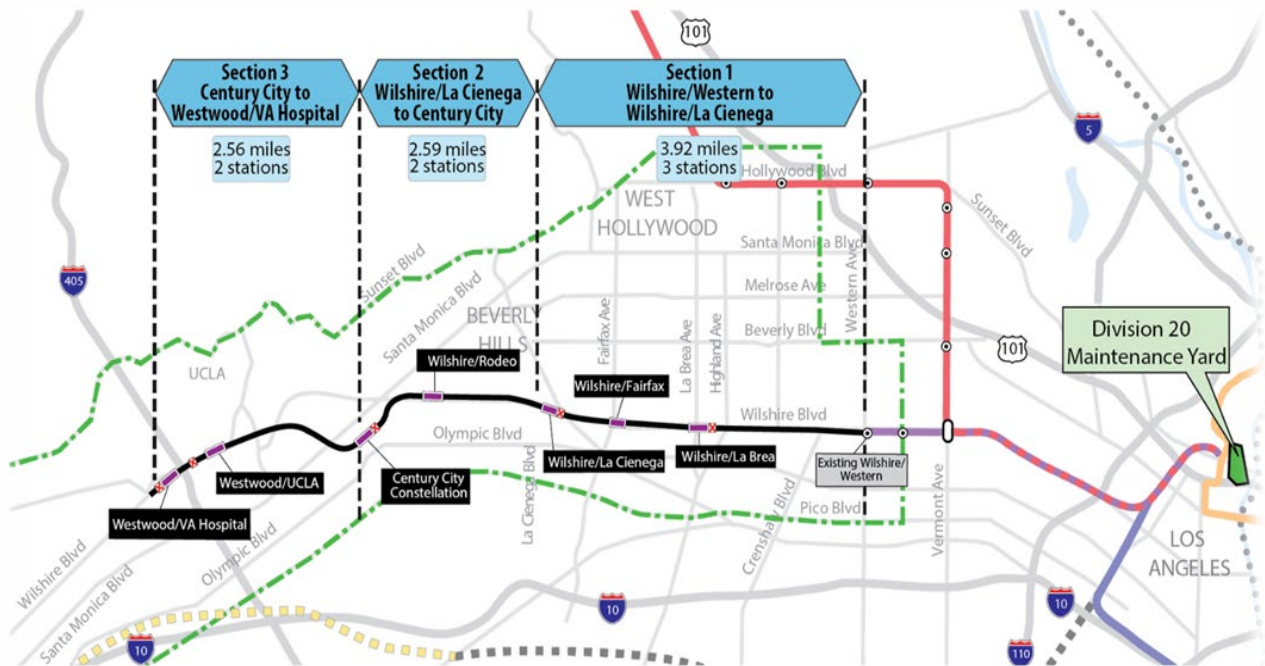 101
Section 3
Century City to
Westwood/VA Hospital
2.56 miles
2 stations
Section 2
Wilshire/La Cienega
to Century City
2.59 miles
2 stations
Section 1
Wilshire/Western to
Wilshire/La Cienega
3.92 miles
3 stations
5
Hollywood Blvd
WEST
HOLLYWOOD
Sunset Blvd
Santa Monica Blvd
Western Ave
405
Sunset Blvd
Santa Monica Blvd
Melrose Ave
BEVERLY
HILLS
Fairfax Ave
La Brea Ave
Highland Ave
Beverly Blvd
101
Division 20
Maintenance Yard
UCLA
Wilshire/Rodeo
Wilshire/Fairfax
Wilshire Blvd
Olympic Blvd
Wilshire/La Cienega
Wilshire/La Brea
Existing Wilshire/
Western
Westwood/UCLA
Century City
Constellation
Westwood/VA Hospital
La Cienega Blvd
Crenshaw Blvd
Pico Blvd
Vermont Ave
LOS
ANGELES
Wilshire Blvd
Santa Monica Blvd
Olympic Blvd
10
10
10
110